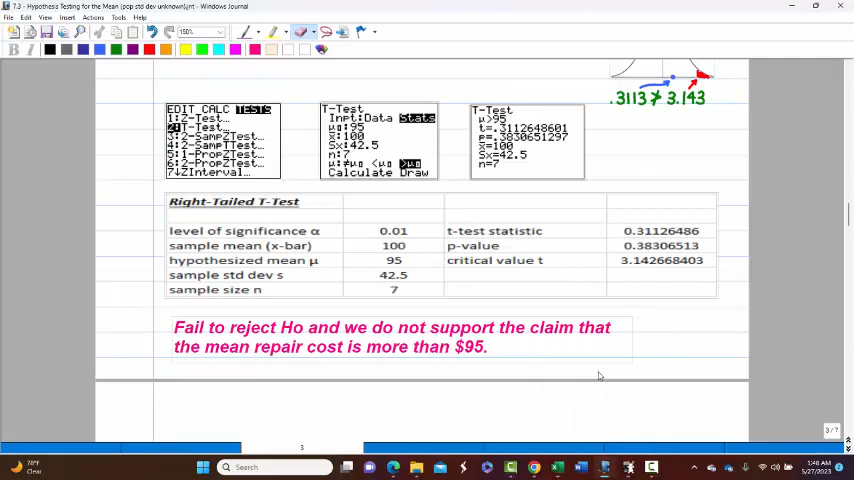 7.3 - Hypothesis Testing for the Mean (pop std dev unknown).jnt - Windows Journal
File Edit View Insert Actions Tools Help
150%
B I
.3113 ≯ 3.143
EDIT CALC TESTS
1:Z-Test…
2:T-Test…
3:2-SampZTest…
4:2-SampTTest…
5:1-PropZTest…
6:2-PropZTest…
7↓ZInterval…
T-Test
Inpt:Data Stats
μ₀:95
x̄:100
Sx:42.5
n:7
μ:≠μ₀ <μ₀ >μ₀
Calculate Draw
T-Test
μ>95
t=.3112648601
p=.3830651297
x̄=100
Sx=42.5
n=7
Right-Tailed T-Test
level of significance α 0.01 t-test statistic 0.31126486
sample mean (x-bar) 100 p-value 0.38306513
hypothesized mean μ 95 critical value t 3.142668403
sample std dev s 42.5
sample size n 7
Fail to reject Ho and we do not support the claim that
the mean repair cost is more than $95.
3 / 7
3
78°F
Clear
Search
1:48 AM
5/27/2023